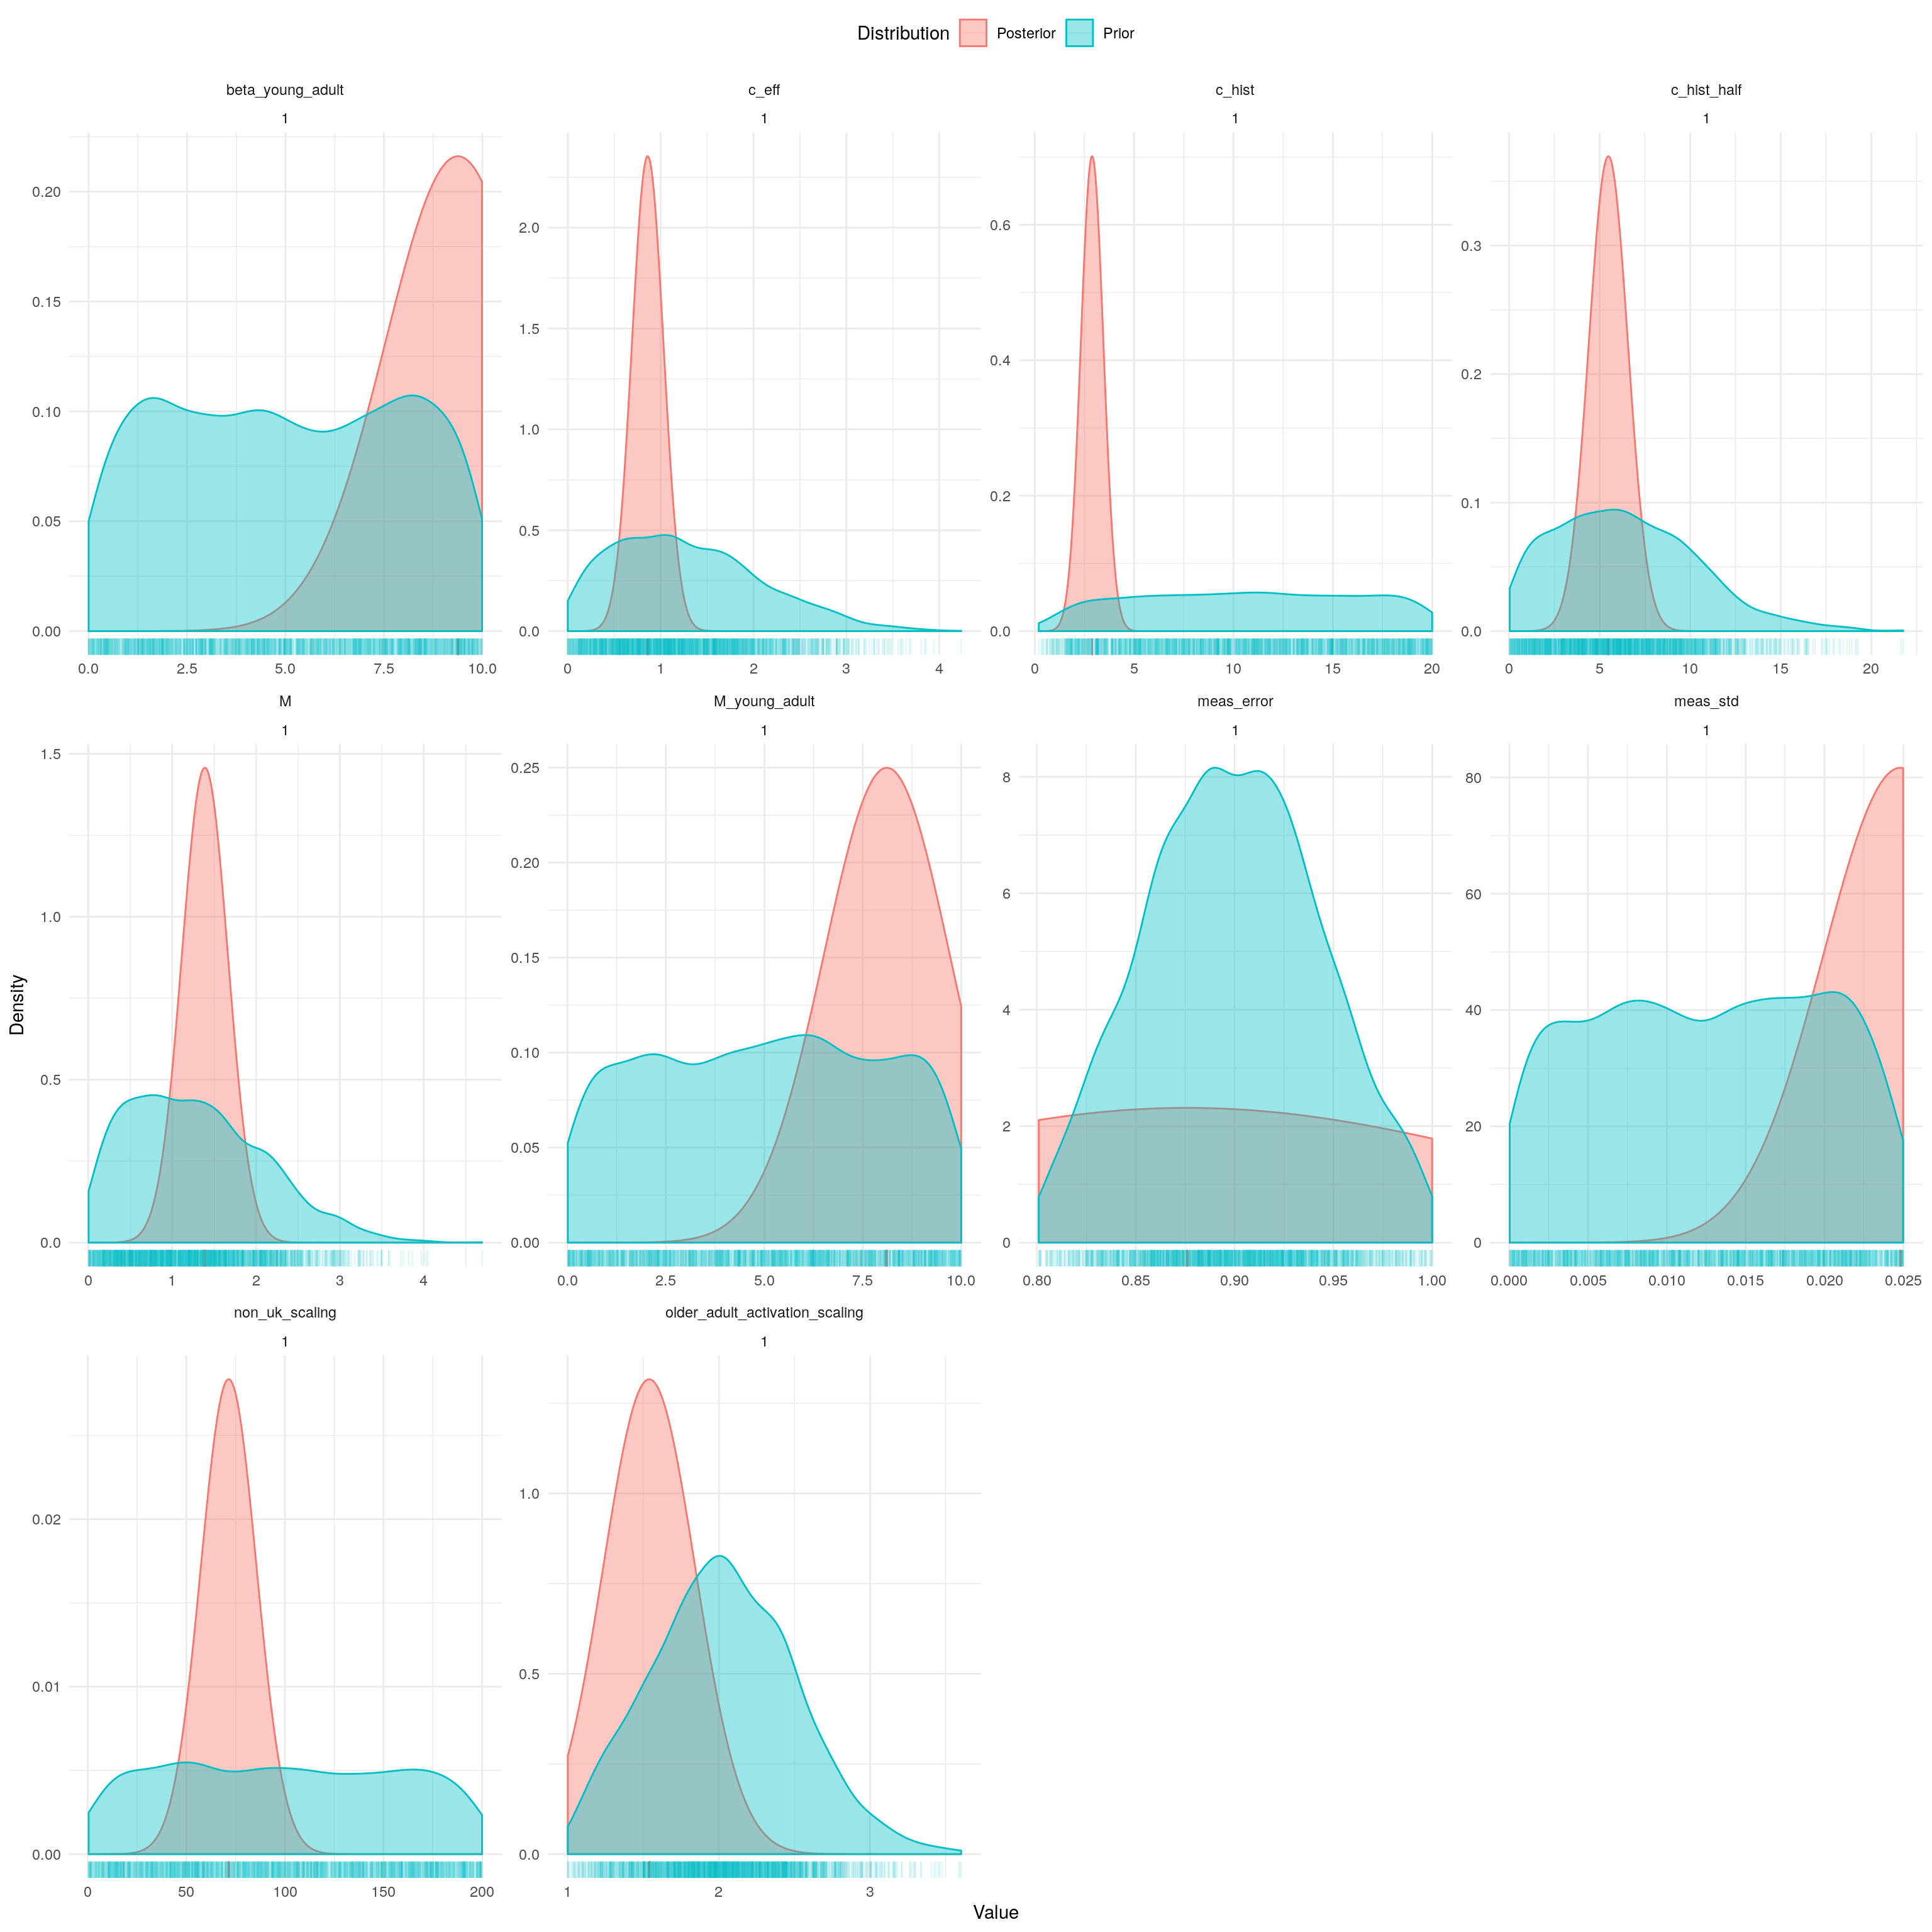 Distribution Posterior Prior
beta_young_adult c_eff c_hist c_hist_half
1 1 1 1
0.20 2.0 0.6 0.3
0.15 1.5 0.4 0.2
0.10 1.0 0.2 0.1
0.05 0.5
0.00 0.0 0.0 0.0
0.0 2.5 5.0 7.5 10.0 0 1 2 3 4 0 5 10 15 20 0 5 10 15 20
M M_young_adult meas_error meas_std
1 1 1 1
1.5 0.25 8 80
1.0 0.20 6 60
0.5 0.15 4 40
0.10 2 20
0.05
0.0 0.00 0 0
0 1 2 3 4 0.0 2.5 5.0 7.5 10.0 0.80 0.85 0.90 0.95 1.00 0.000 0.005 0.010 0.015 0.020 0.025
non_uk_scaling older_adult_activation_scaling
1 1
0.02 1.0
0.01 0.5
0.00 0.0
0 50 100 150 200 1 2 3
Density
Value